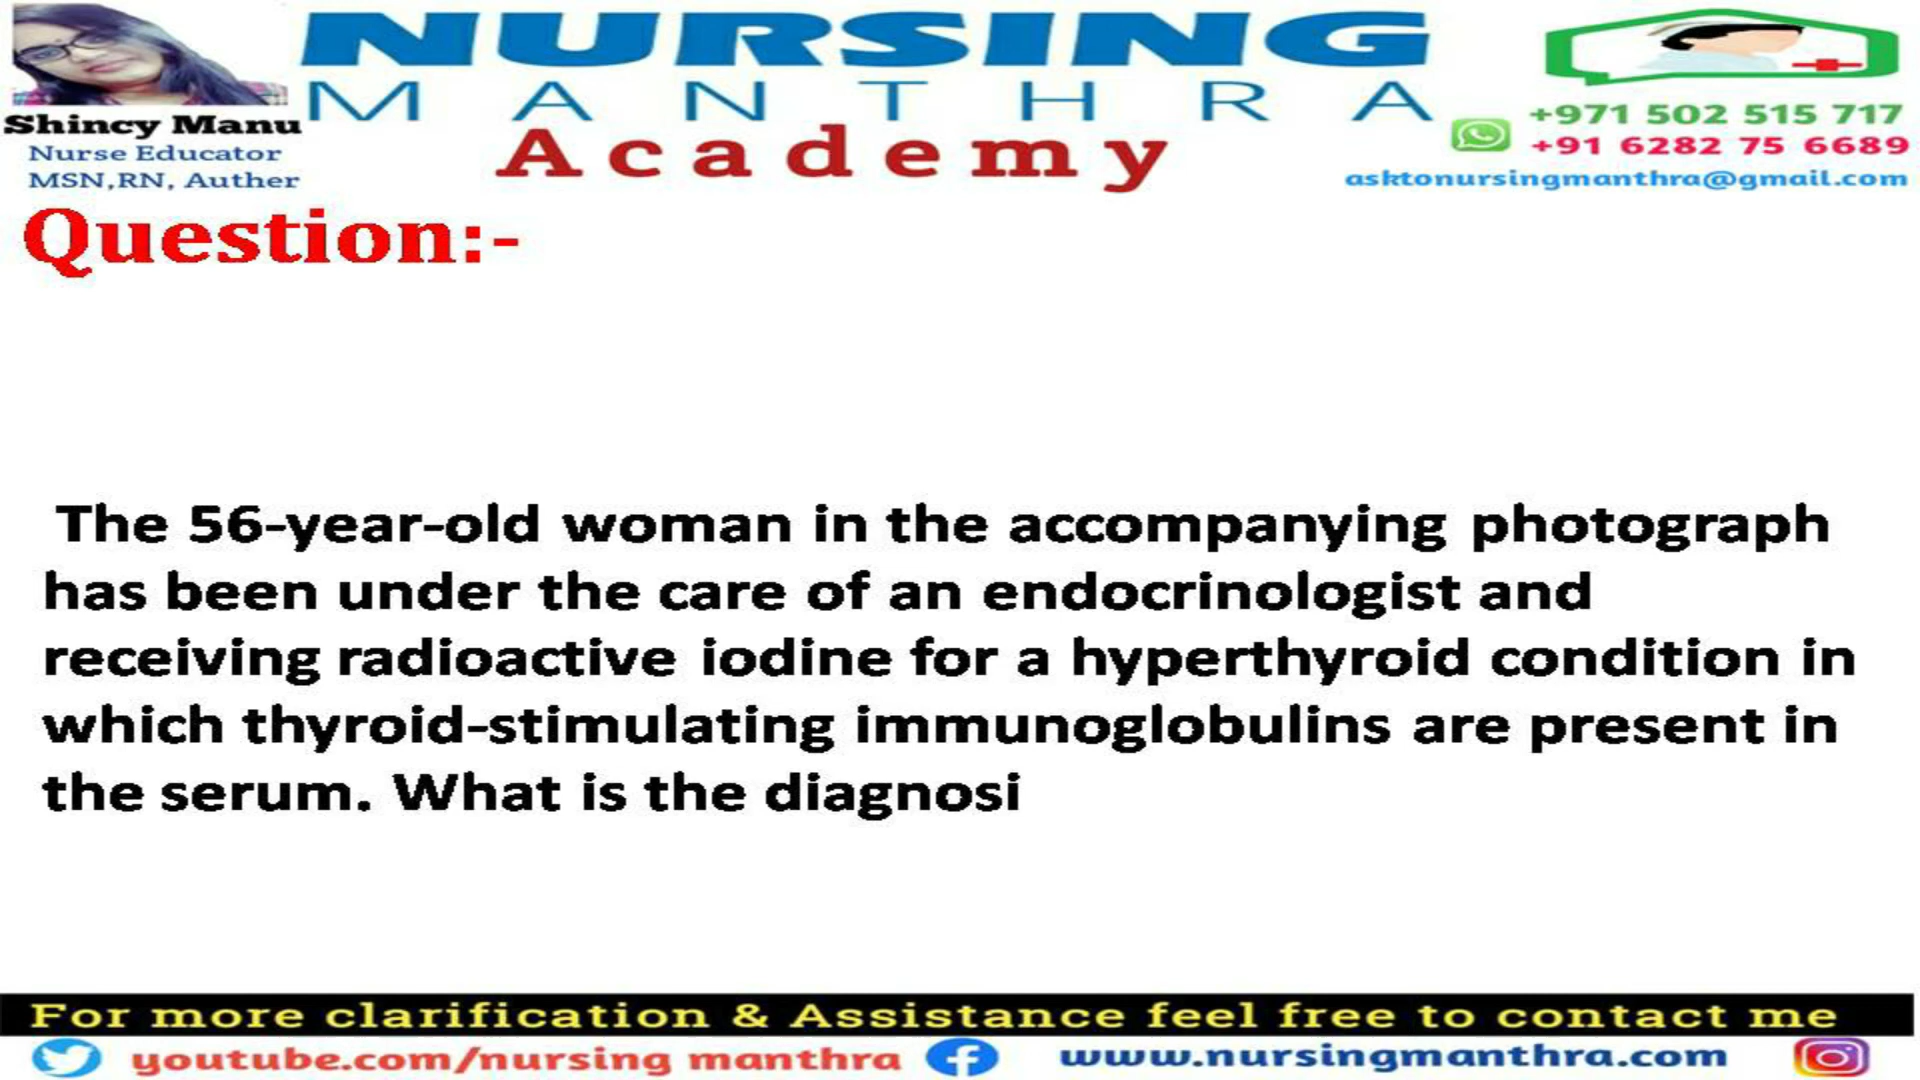 NURSING
MANTHRA
Academy
Shincy Manu
Nurse Educator
MSN,RN, Auther
+971 502 515 717
+91 6282 75 6689
asktonursingmanthra@gmail.com
Question:-
The 56-year-old woman in the accompanying photograph
has been under the care of an endocrinologist and
receiving radioactive iodine for a hyperthyroid condition in
which thyroid-stimulating immunoglobulins are present in
the serum. What is the diagnosi
For more clarification & Assistance feel free to contact me
youtube.com/nursing manthra
www.nursingmanthra.com